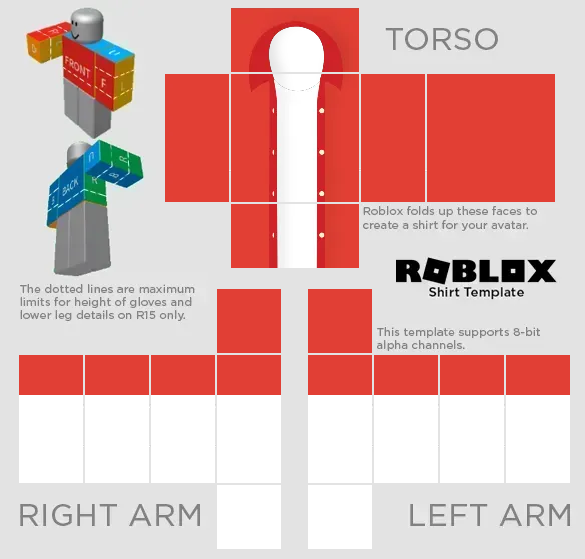 TORSO
FRONT
F
L
BACK
R
B
Roblox folds up these faces to
create a shirt for your avatar.
ROBLOX
Shirt Template
The dotted lines are maximum
limits for height of gloves and
lower leg details on R15 only.
This template supports 8-bit
alpha channels.
RIGHT ARM
LEFT ARM